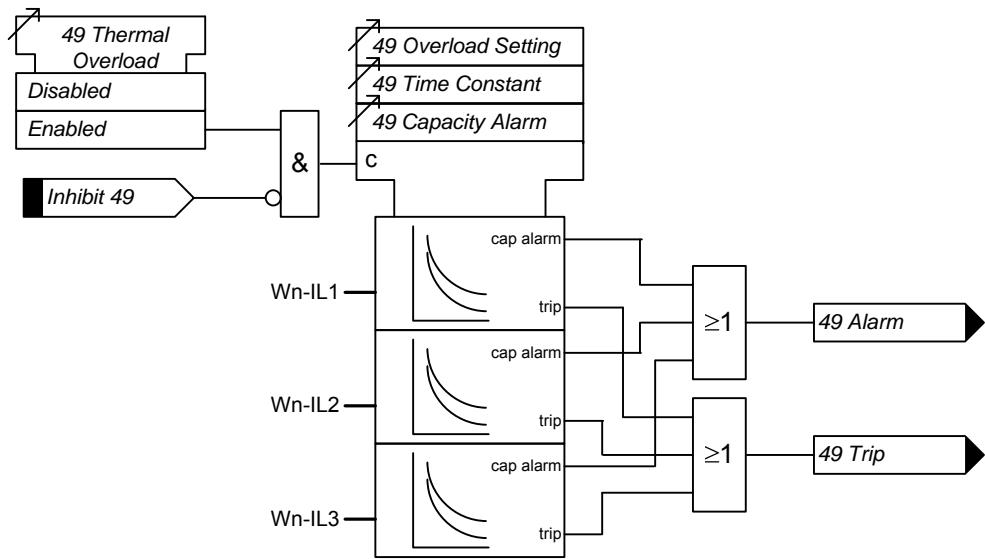 49 Thermal
Overload
Disabled
Enabled
Inhibit 49
&
49 Overload Setting
49 Time Constant
49 Capacity Alarm
c
Wn-IL1
cap alarm
trip
Wn-IL2
cap alarm
trip
Wn-IL3
cap alarm
trip
≥1
49 Alarm
≥1
49 Trip